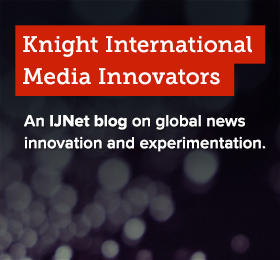 Knight International
Media Innovators
An IJNet blog on global news
innovation and experimentation.